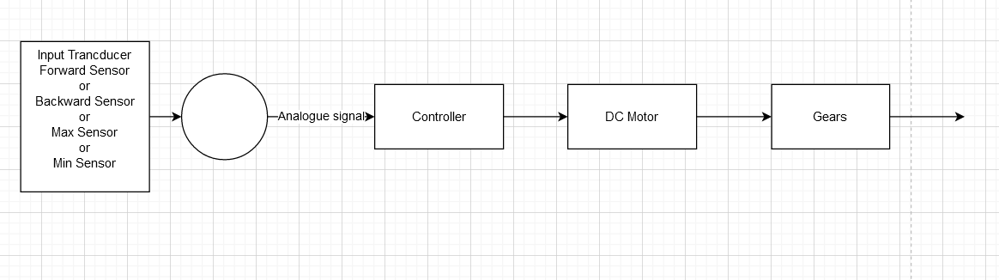 Input Trancducer
Forward Sensor
or
Backward Sensor
or
Max Sensor
or
Min Sensor
Analogue signal
Controller
DC Motor
Gears